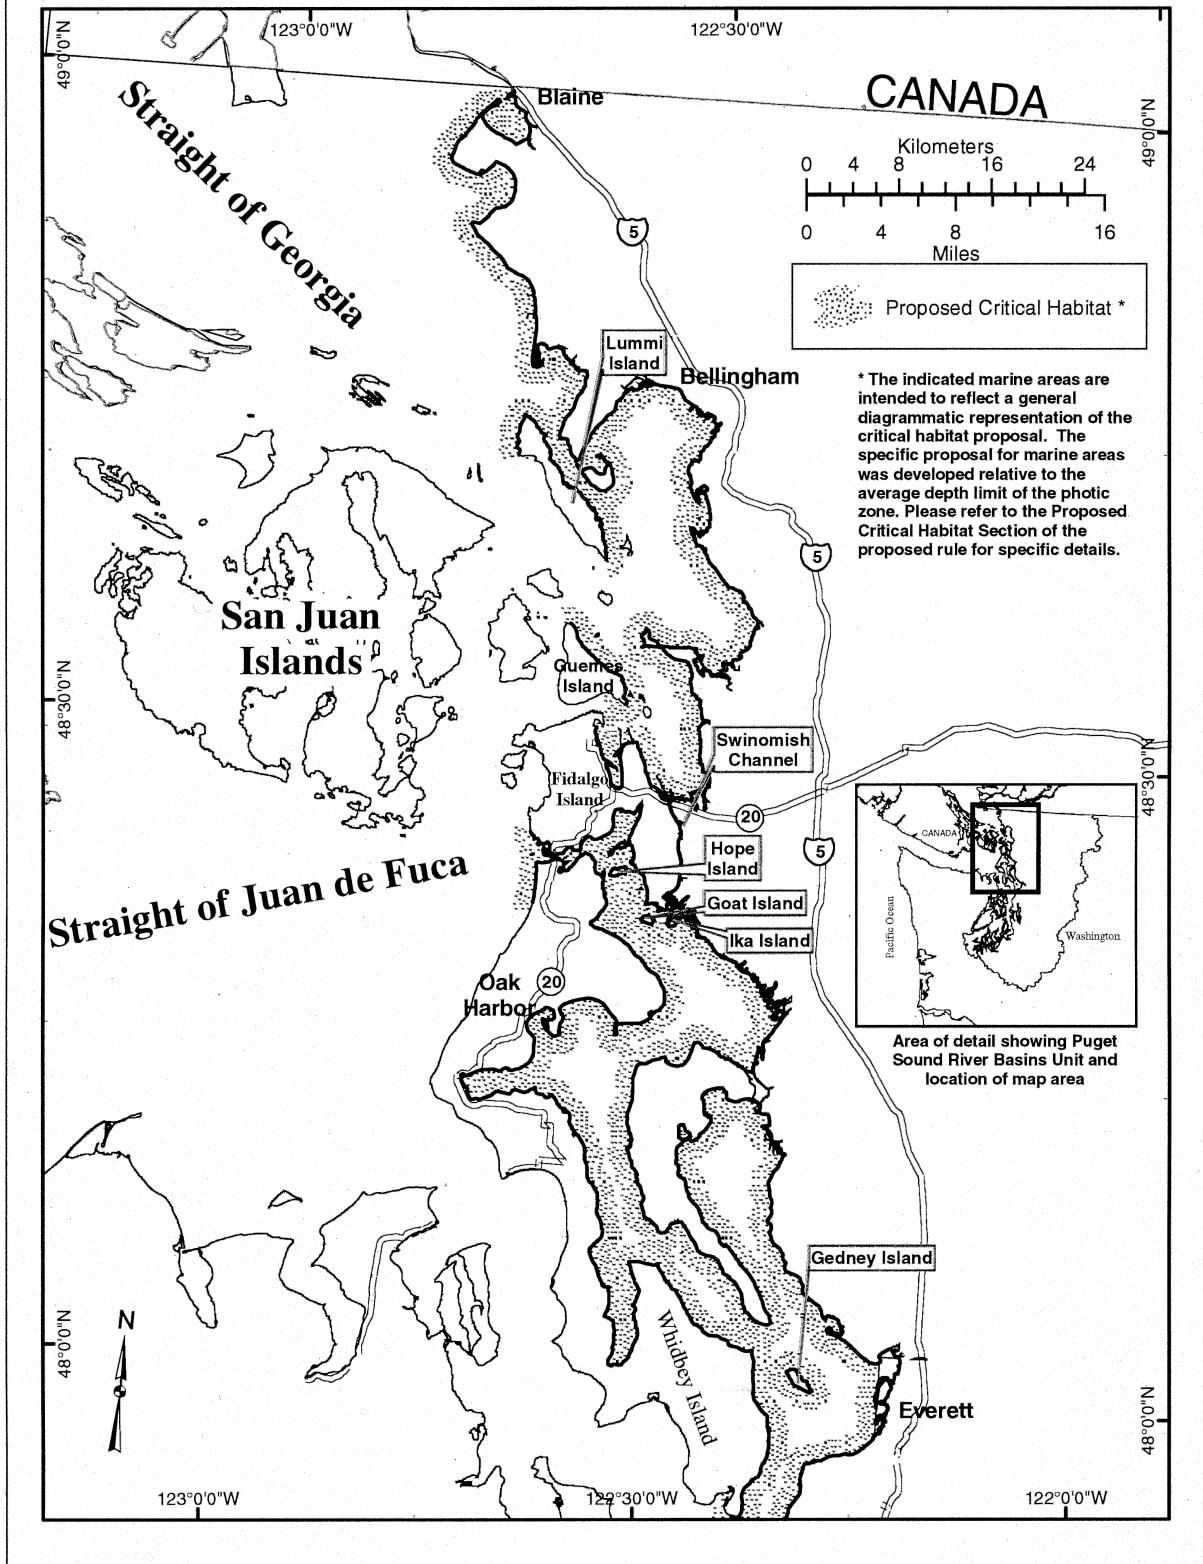 123°0'0"W
122°30'0"W
49°0'0"N
49°0'0"N
CANADA
Blaine
Straight of Georgia
Kilometers
0 4 8 16 24
0 4 8 16
Miles
5
Proposed Critical Habitat *
Lummi
Island
Bellingham
* The indicated marine areas are
intended to reflect a general
diagrammatic representation of the
critical habitat proposal. The
specific proposal for marine areas
was developed relative to the
average depth limit of the photic
zone. Please refer to the Proposed
Critical Habitat Section of the
proposed rule for specific details.
5
San Juan
Islands
Guemes
Island
48°30'0"N
48°30'0"N
Swinomish
Channel
Fidalgo
Island
20
5
Hope
Island
Goat Island
Ika Island
Straight of Juan de Fuca
CANADA
Pacific Ocean
Washington
Oak
Harbor
20
Area of detail showing Puget
Sound River Basins Unit and
location of map area
Gedney Island
Whidbey Island
N
48°0'0"N
48°0'0"N
Everett
123°0'0"W
122°30'0"W
122°0'0"W